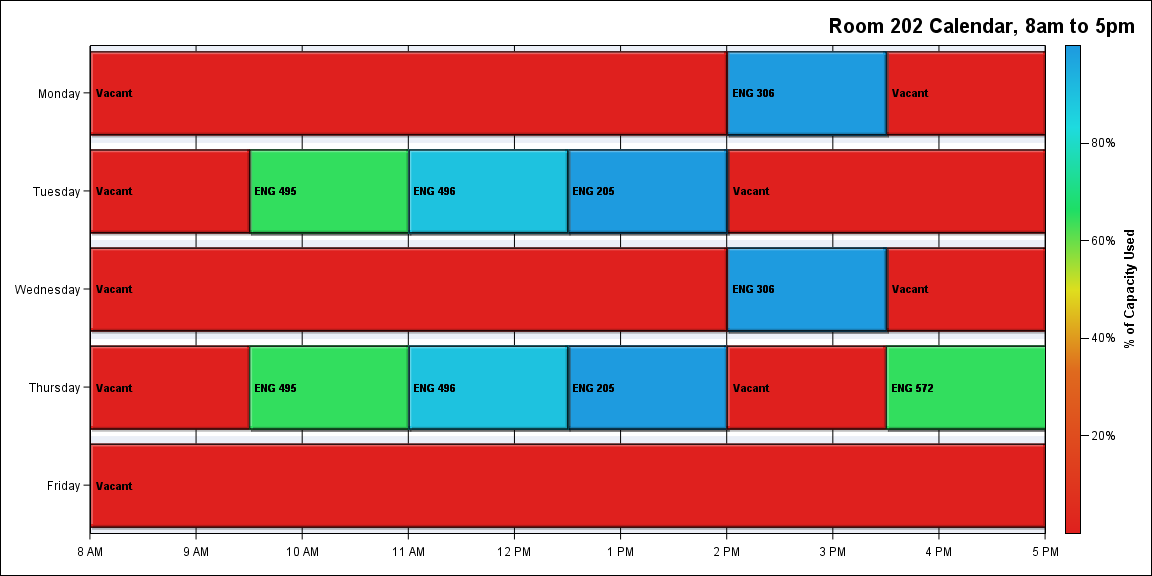 Room 202 Calendar, 8am to 5pm
Monday
Vacant
ENG 306
Vacant
Tuesday
Vacant
ENG 495
ENG 496
ENG 205
Vacant
Wednesday
Vacant
ENG 306
Vacant
Thursday
Vacant
ENG 495
ENG 496
ENG 205
Vacant
ENG 572
Friday
Vacant
8 AM
9 AM
10 AM
11 AM
12 PM
1 PM
2 PM
3 PM
4 PM
5 PM
80%
60%
40%
20%
% of Capacity Used